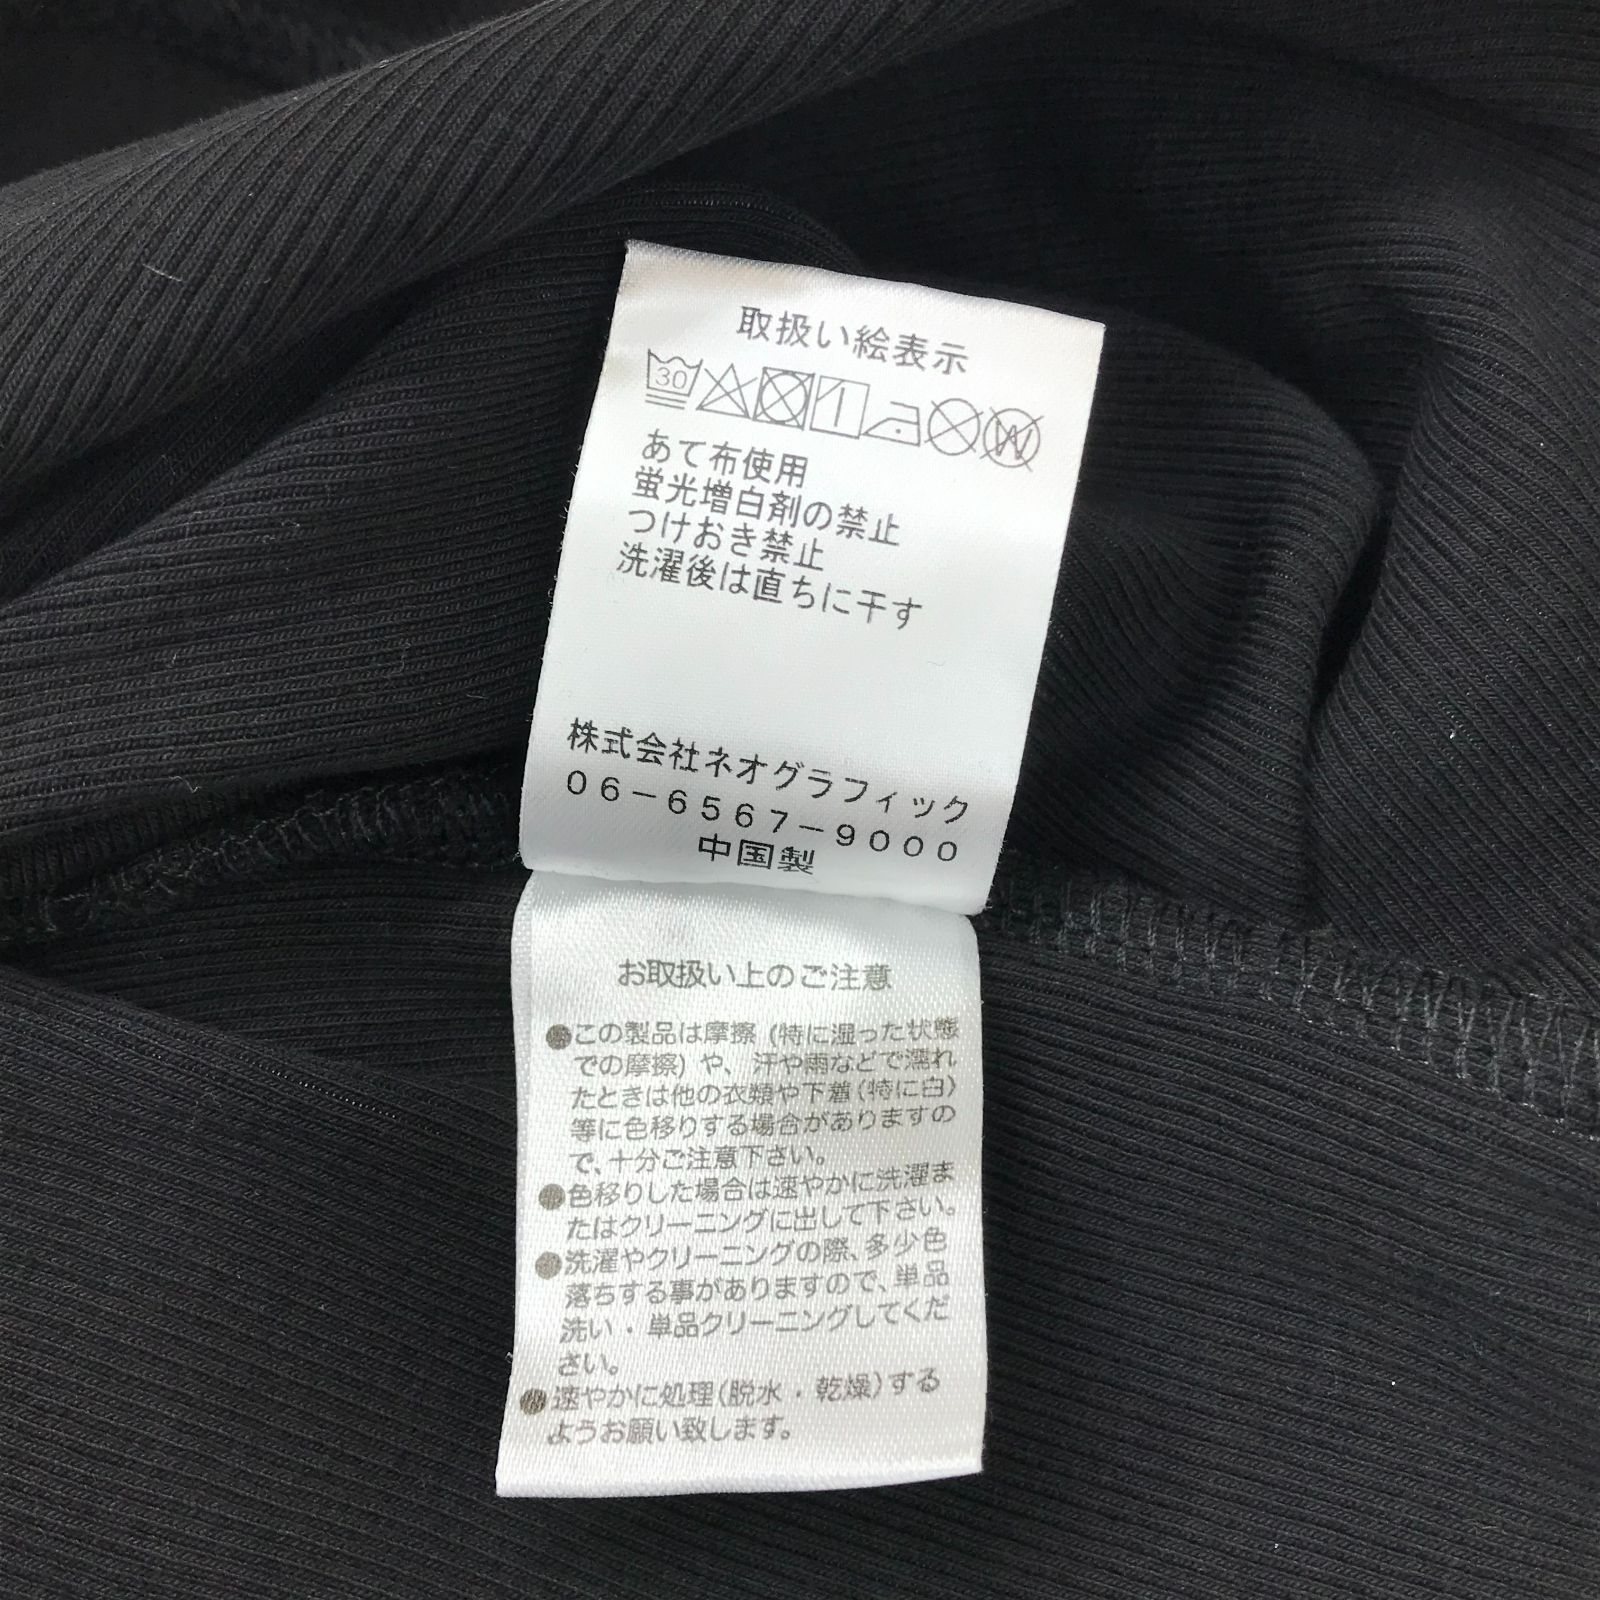 取扱い絵表示
30
W
あて布使用
蛍光増白剤の禁止
つけおき禁止
洗濯後は直ちに干す
株式会社ネオグラフィック
06-6567-9000
中国製
お取扱い上のご注意
●この製品は摩擦(特に湿った状態
での摩擦)や、汗や雨などで濡れ
たときは他の衣類や下着(特に白)
等に色移りする場合がありますの
で、十分ご注意下さい。
●色移りした場合は速やかに洗濯ま
たはクリーニングに出して下さい。
●洗濯やクリーニングの際、多少色
落ちする事がありますので、単品
洗い・単品クリーニングしてくだ
さい。
●速やかに処理(脱水・乾燥)する
ようお願い致します。